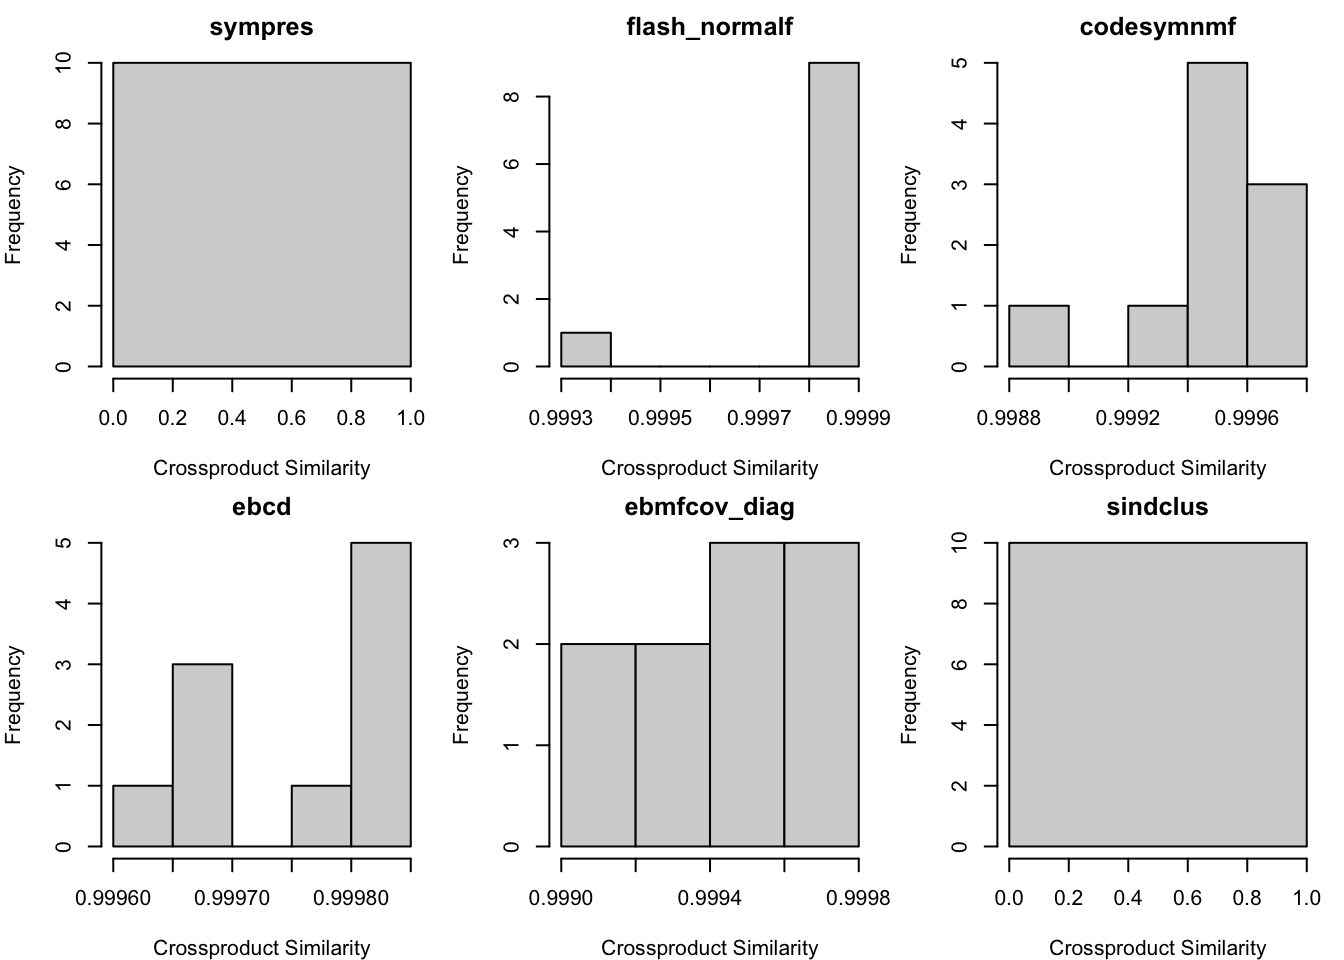 sympres
Frequency
10
8
6
4
2
0
0.0 0.2 0.4 0.6 0.8 1.0
Crossproduct Similarity
flash_normalf
Frequency
8
6
4
2
0
0.9993 0.9995 0.9997 0.9999
Crossproduct Similarity
codesymnmf
Frequency
5
4
3
2
1
0
0.9988 0.9992 0.9996
Crossproduct Similarity
ebcd
Frequency
5
4
3
2
1
0
0.99960 0.99970 0.99980
Crossproduct Similarity
ebmfcov_diag
Frequency
3
2
1
0
0.9990 0.9994 0.9998
Crossproduct Similarity
sindclus
Frequency
10
8
6
4
2
0
0.0 0.2 0.4 0.6 0.8 1.0
Crossproduct Similarity